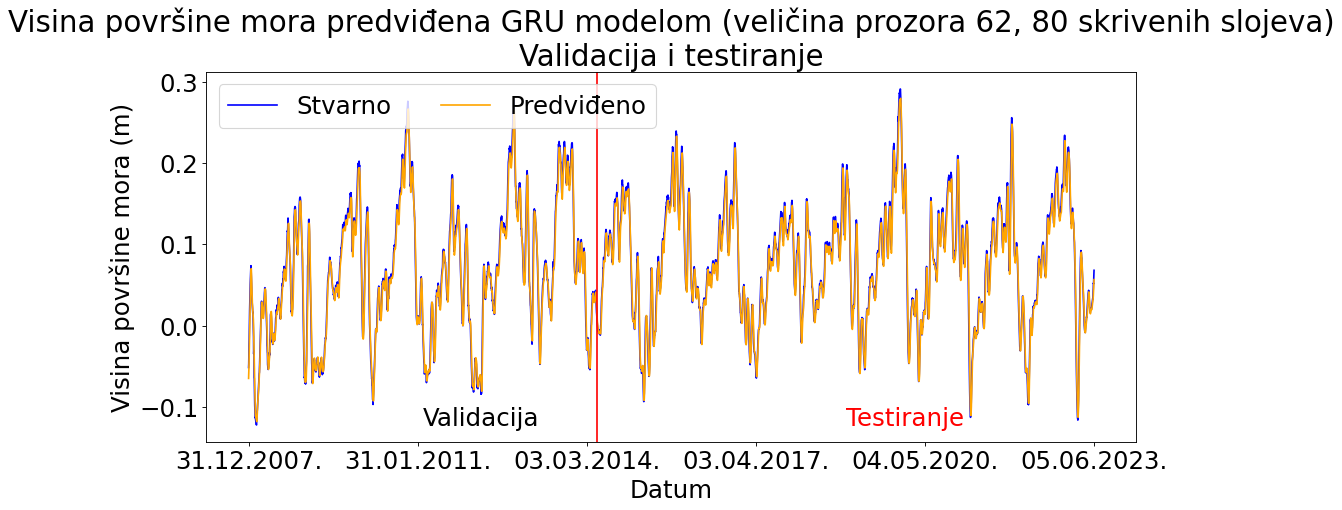 Visina površine mora predviđena GRU modelom (veličina prozora 62, 80 skrivenih slojeva)
Validacija i testiranje
Stvarno
Predviđeno
Visina površine mora (m)
0.3
0.2
0.1
0.0
−0.1
Validacija
Testiranje
31.12.2007.
31.01.2011.
03.03.2014.
03.04.2017.
04.05.2020.
05.06.2023.
Datum